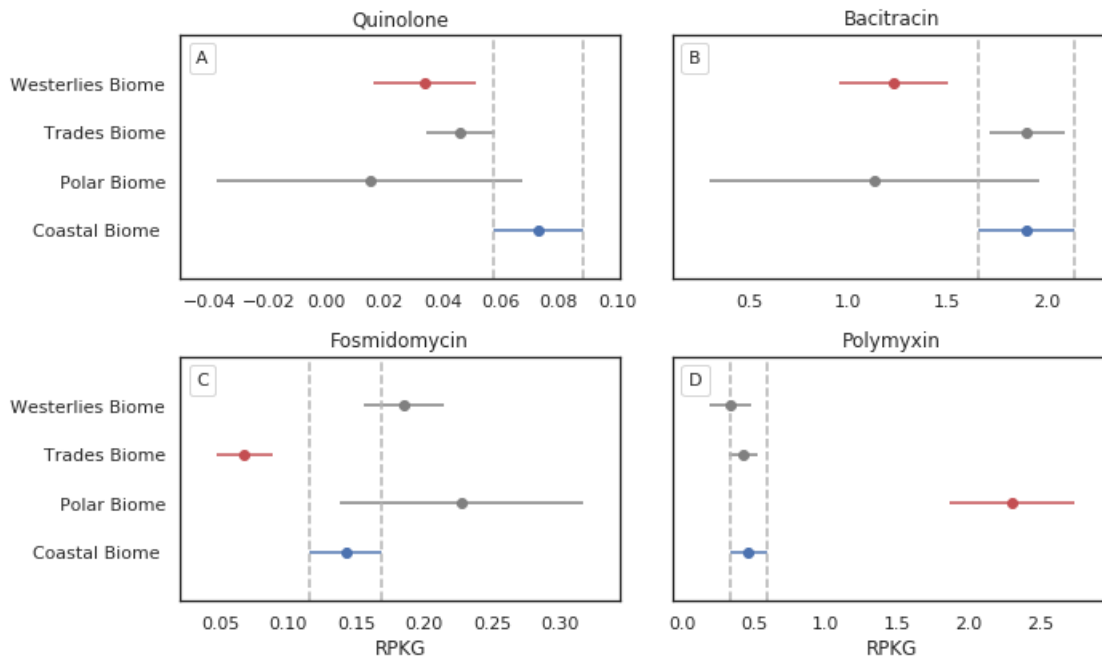 Quinolone
Bacitracin
A
B
Westerlies Biome
Trades Biome
Polar Biome
Coastal Biome
−0.04 −0.02 0.00 0.02 0.04 0.06 0.08 0.10
0.5 1.0 1.5 2.0
Fosmidomycin
Polymyxin
C
D
Westerlies Biome
Trades Biome
Polar Biome
Coastal Biome
0.05 0.10 0.15 0.20 0.25 0.30
0.0 0.5 1.0 1.5 2.0 2.5
RPKG
RPKG